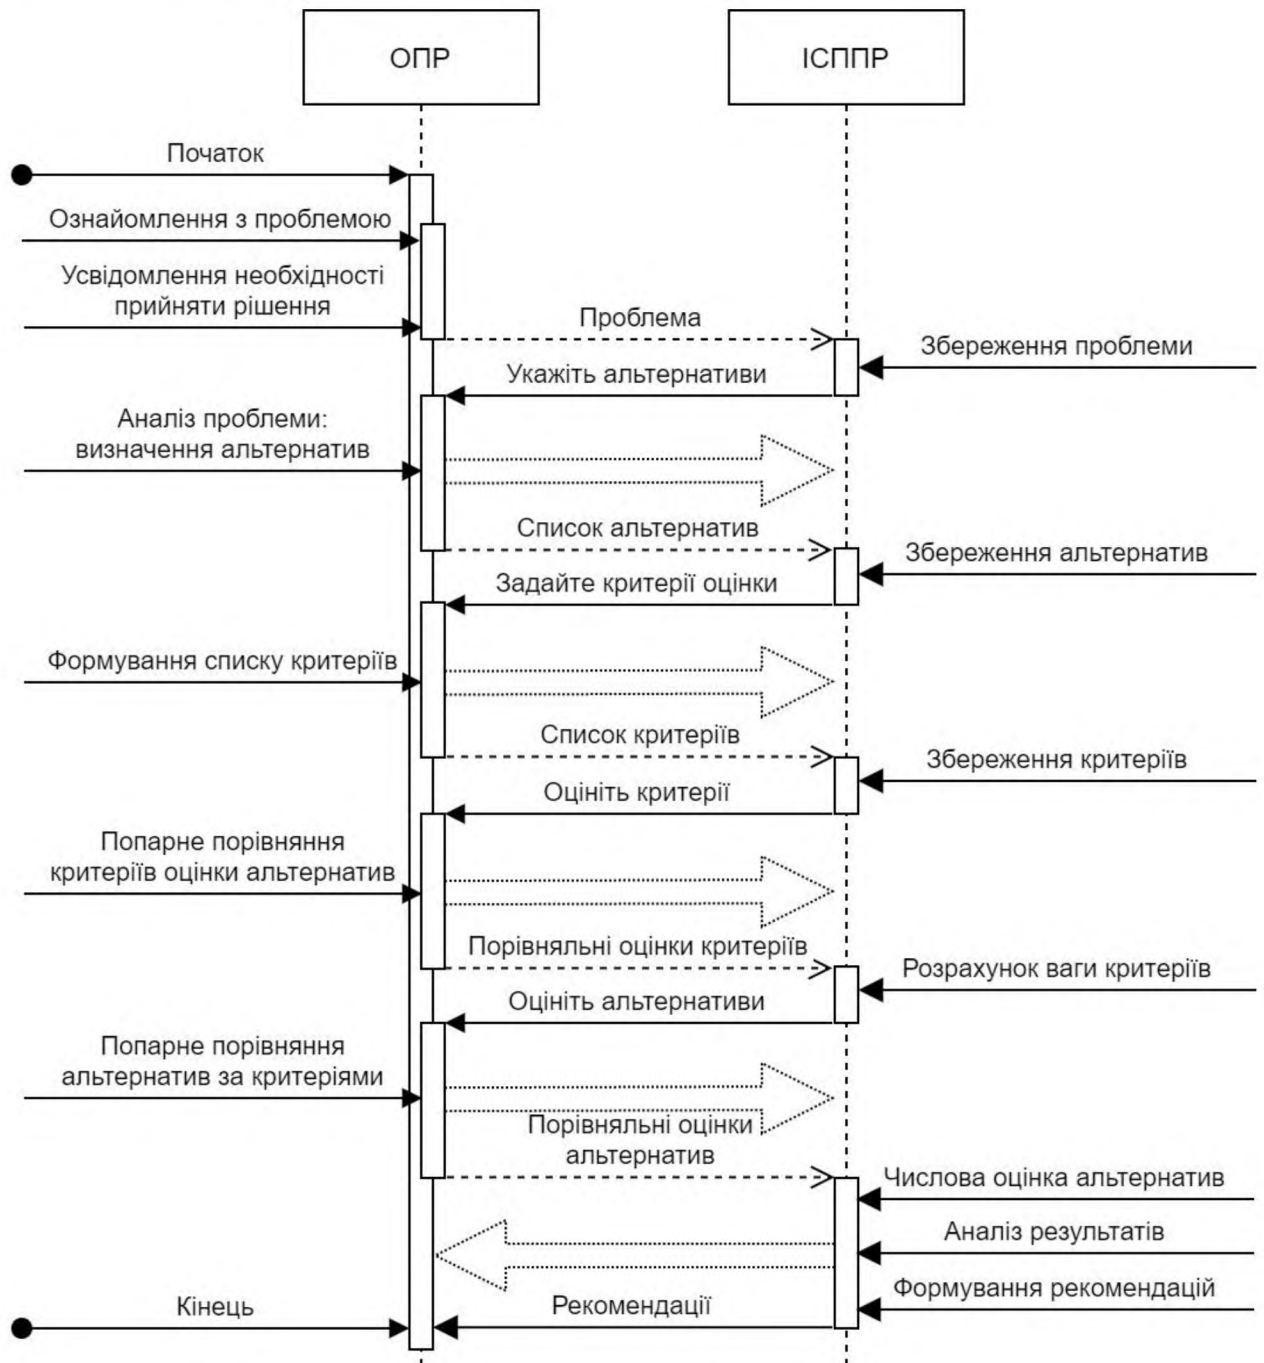 ОПР
ІСППР
Початок
Ознайомлення з проблемою
Усвідомлення необхідності
прийняти рішення
Проблема
Збереження проблеми
Укажіть альтернативи
Аналіз проблеми:
визначення альтернатив
Список альтернатив
Збереження альтернатив
Задайте критерії оцінки
Формування списку критеріїв
Список критеріїв
Збереження критеріїв
Оцініть критерії
Попарне порівняння
критеріїв оцінки альтернатив
Порівняльні оцінки критеріїв
Розрахунок ваги критеріїв
Оцініть альтернативи
Попарне порівняння
альтернатив за критеріями
Порівняльні оцінки
альтернатив
Числова оцінка альтернатив
Аналіз результатів
Формування рекомендацій
Рекомендації
Кінець